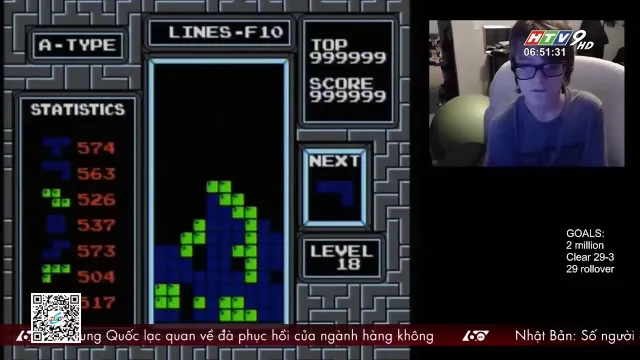 A-TYPE
LINES-F10
TOP
999999
SCORE
999999
STATISTICS
574
563
526
537
573
504
517
NEXT
LEVEL
18
HTV9 HD
06:51:31
GOALS:
2 million
Clear 29-3
29 rollover
ung Quốc lạc quan về đà phục hồi của ngành hàng không
Nhật Bản: Số người